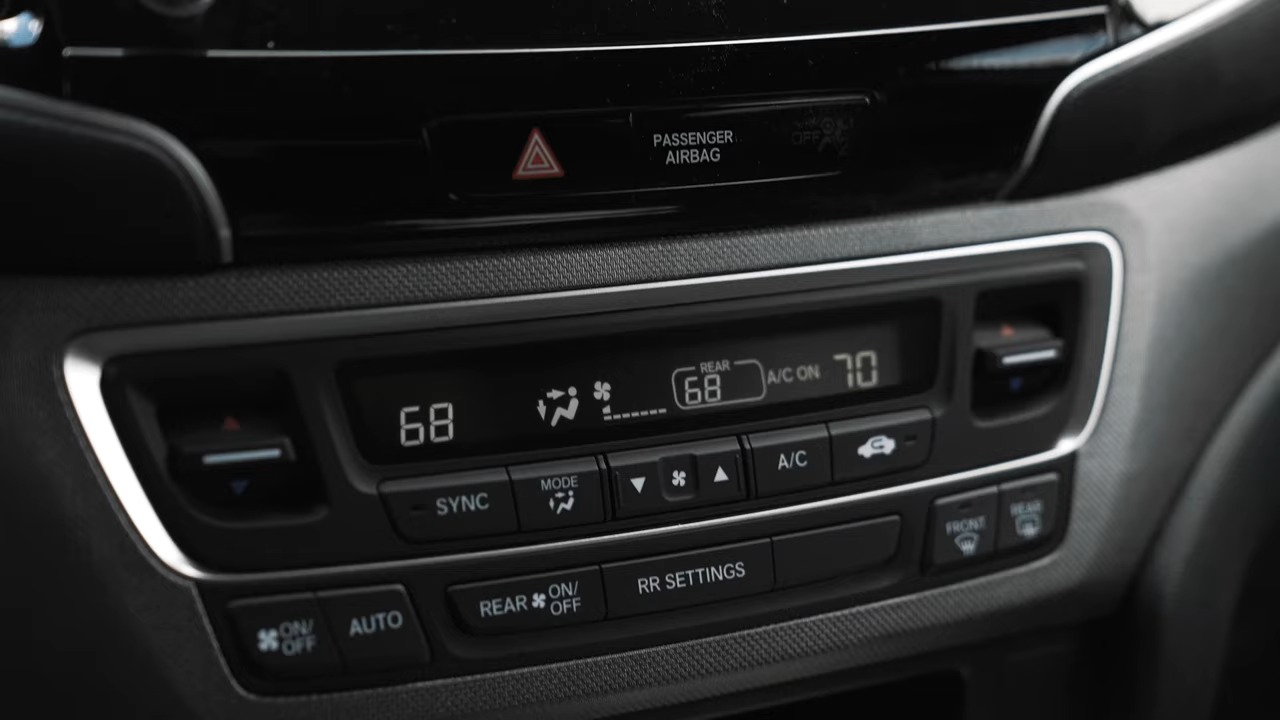 PASSENGER
AIRBAG
OFF
68
REAR
68
A/C ON
70
SYNC
MODE
A/C
FRONT
REAR
ON/
OFF
AUTO
REAR
ON/
OFF
RR SETTINGS